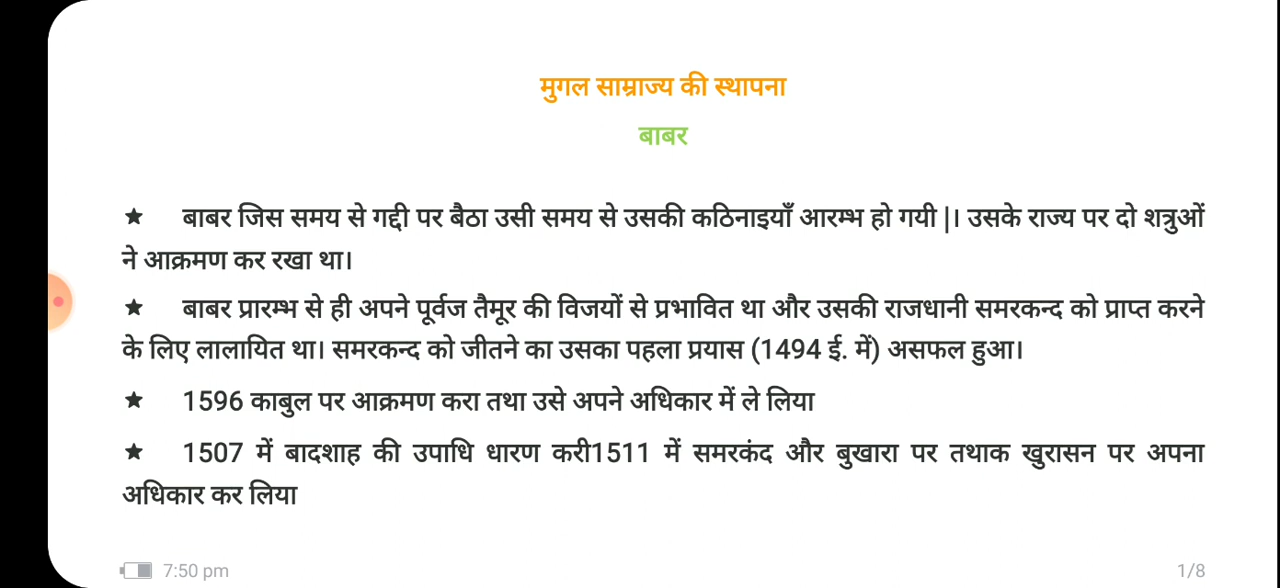 मुगल साम्राज्य की स्थापना
बाबर
★ बाबर जिस समय से गद्दी पर बैठा उसी समय से उसकी कठिनाइयाँ आरम्भ हो गयी |। उसके राज्य पर दो शत्रुओं
ने आक्रमण कर रखा था।
★ बाबर प्रारम्भ से ही अपने पूर्वज तैमूर की विजयों से प्रभावित था और उसकी राजधानी समरकन्द को प्राप्त करने
के लिए लालायित था। समरकन्द को जीतने का उसका पहला प्रयास (1494 ई. में) असफल हुआ।
★ 1596 काबुल पर आक्रमण करा तथा उसे अपने अधिकार में ले लिया
★ 1507 में बादशाह की उपाधि धारण करी1511 में समरकंद और बुखारा पर तथाक खुरासन पर अपना
अधिकार कर लिया
7:50 pm
1/8